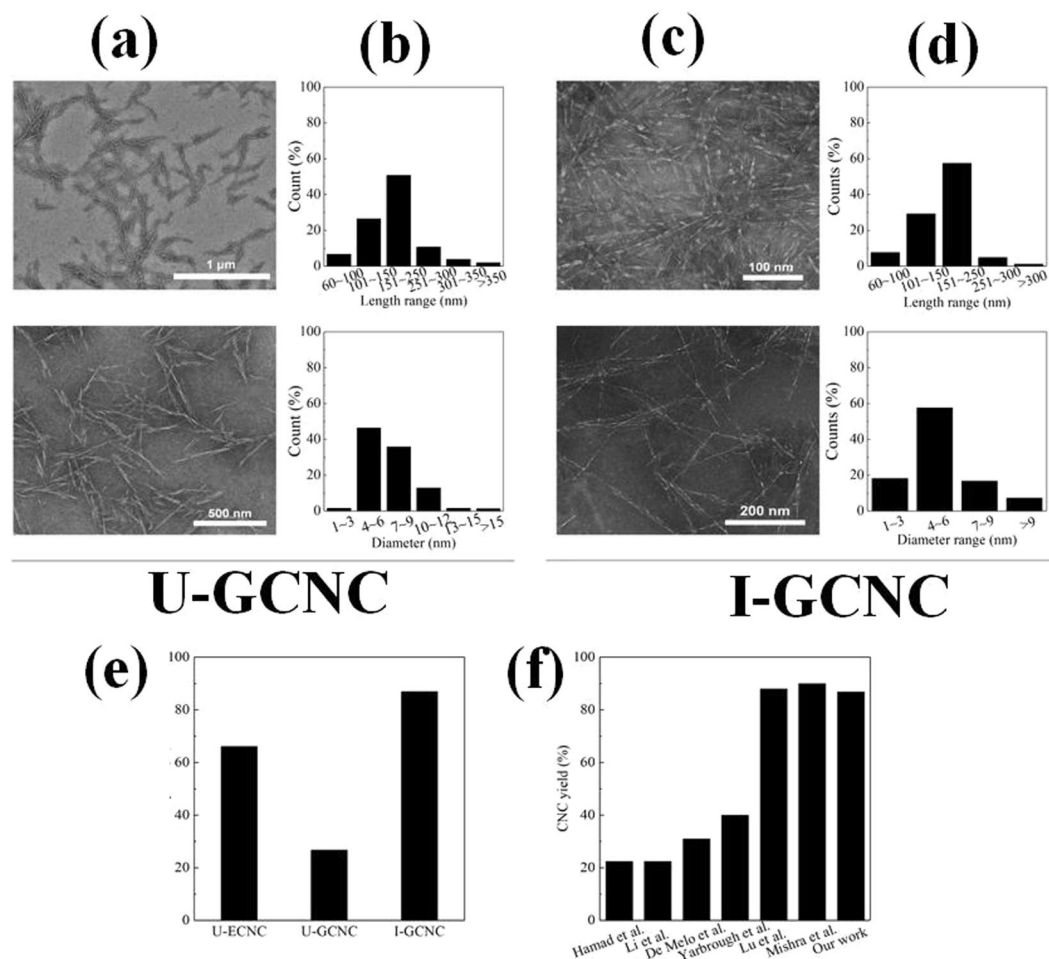 (a)
(b)
(c)
(d)
1 µm
100
80
60
40
20
0
Count (%)
60~100
101~150
151~250
251~300
301~350
>350
Length range (nm)
100 nm
100
80
60
40
20
0
Counts (%)
60~100
101~150
151~250
251~300
>300
Length range (nm)
500 nm
100
80
60
40
20
0
Count (%)
1~3
4~6
7~9
10~12
13~15
>15
Diameter (nm)
200 nm
100
80
60
40
20
0
Counts (%)
1~3
4~6
7~9
>9
Diameter range (nm)
U-GCNC
I-GCNC
(e)
100
80
60
40
20
0
U-ECNC
U-GCNC
I-GCNC
(f)
100
80
60
40
20
0
CNC yield (%)
Hamad et al.
Li et al.
De Melo et al.
Yarbrough et al.
Lu et al.
Mishra et al.
Our work